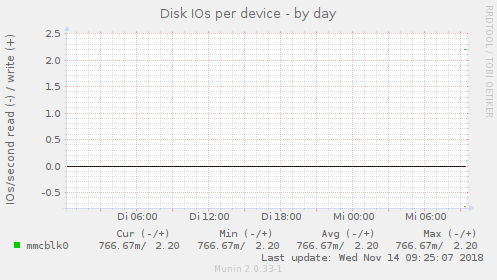 Disk IOs per device - by day
RRDTOOL / TOBI OETIKER
IOs/second read (-) / write (+)
2.5
2.0
1.5
1.0
0.5
0.0
-0.5
Di 06:00 Di 12:00 Di 18:00 Mi 00:00 Mi 06:00
Cur (-/+) Min (-/+) Avg (-/+) Max (-/+)
mmcblk0 766.67m/ 2.20 766.67m/ 2.20 766.67m/ 2.20 766.67m/ 2.20
Last update: Wed Nov 14 09:25:07 2018
Munin 2.0.33-1